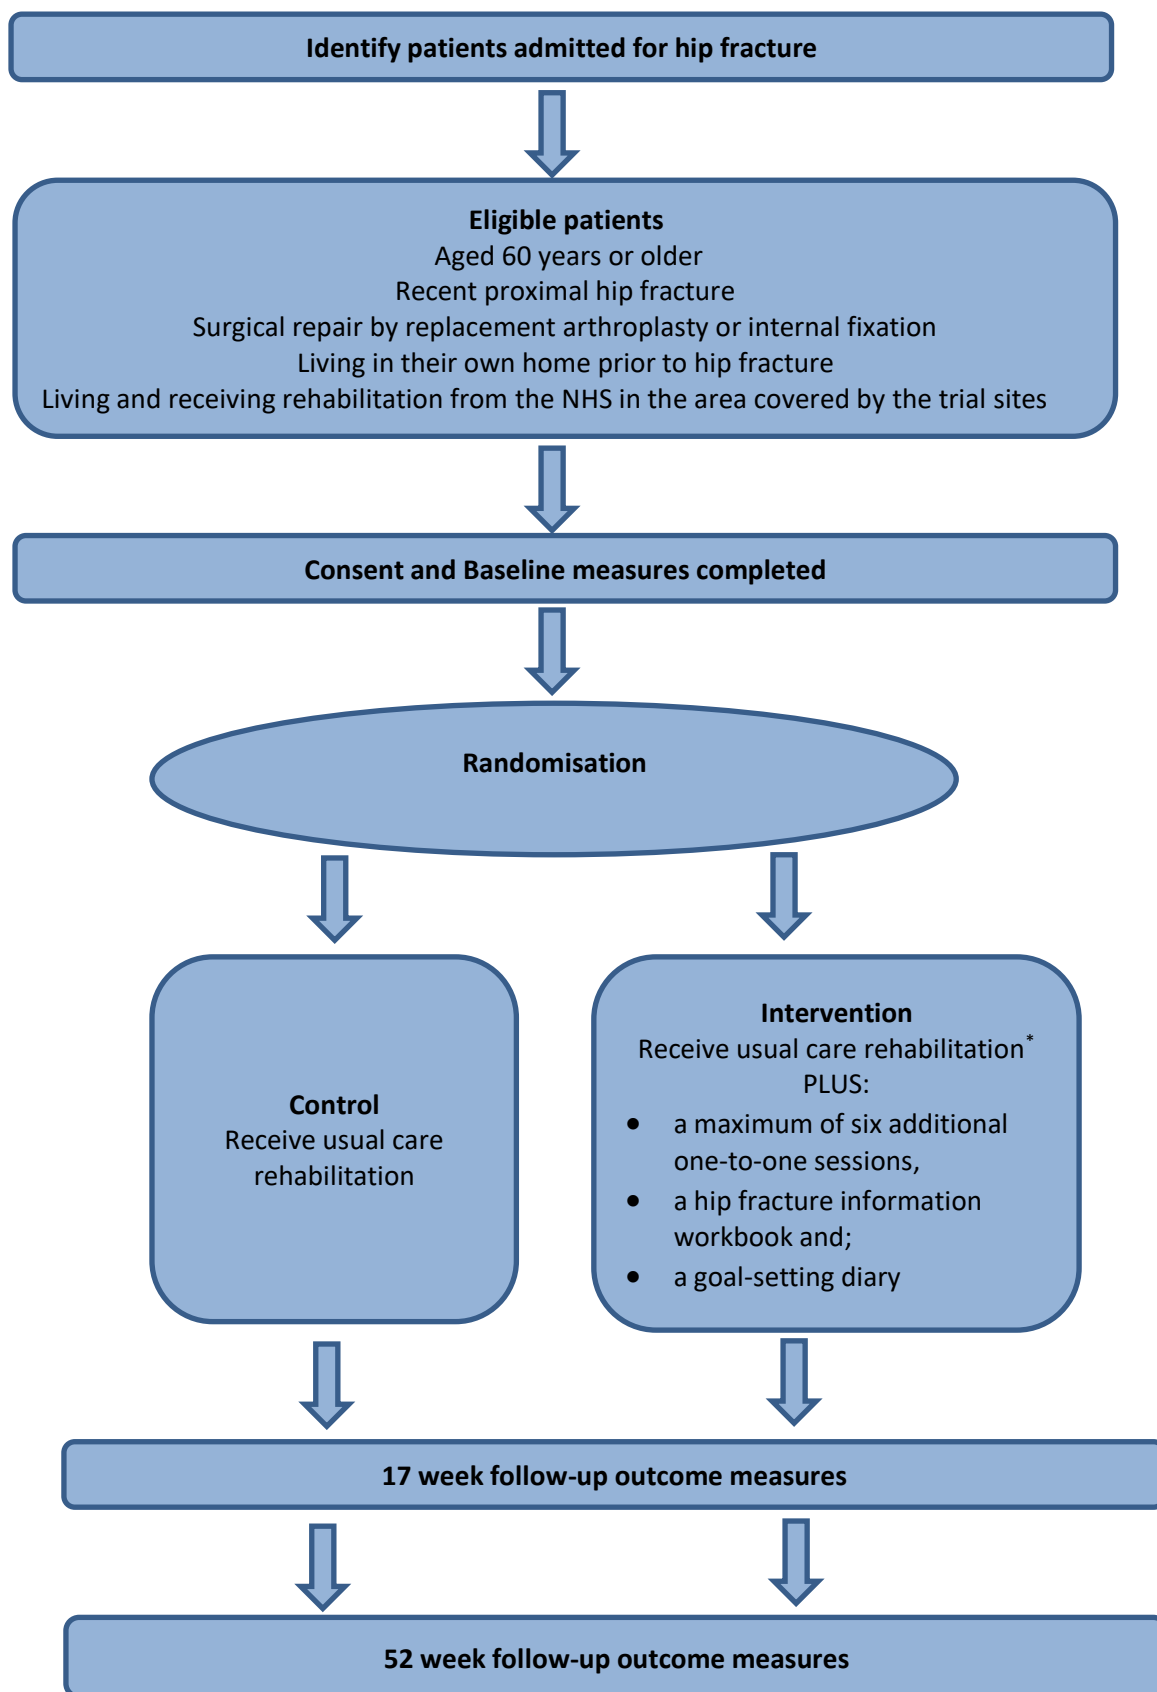 Identify patients admitted for hip fracture
Eligible patients
Aged 60 years or older
Recent proximal hip fracture
Surgical repair by replacement arthroplasty or internal fixation
Living in their own home prior to hip fracture
Living and receiving rehabilitation from the NHS in the area covered by the trial sites
Consent and Baseline measures completed
Randomisation
Control
Receive usual care
rehabilitation
Intervention
Receive usual care rehabilitation*
PLUS:
• a maximum of six additional
one-to-one sessions,
• a hip fracture information
workbook and;
• a goal-setting diary
17 week follow-up outcome measures
52 week follow-up outcome measures